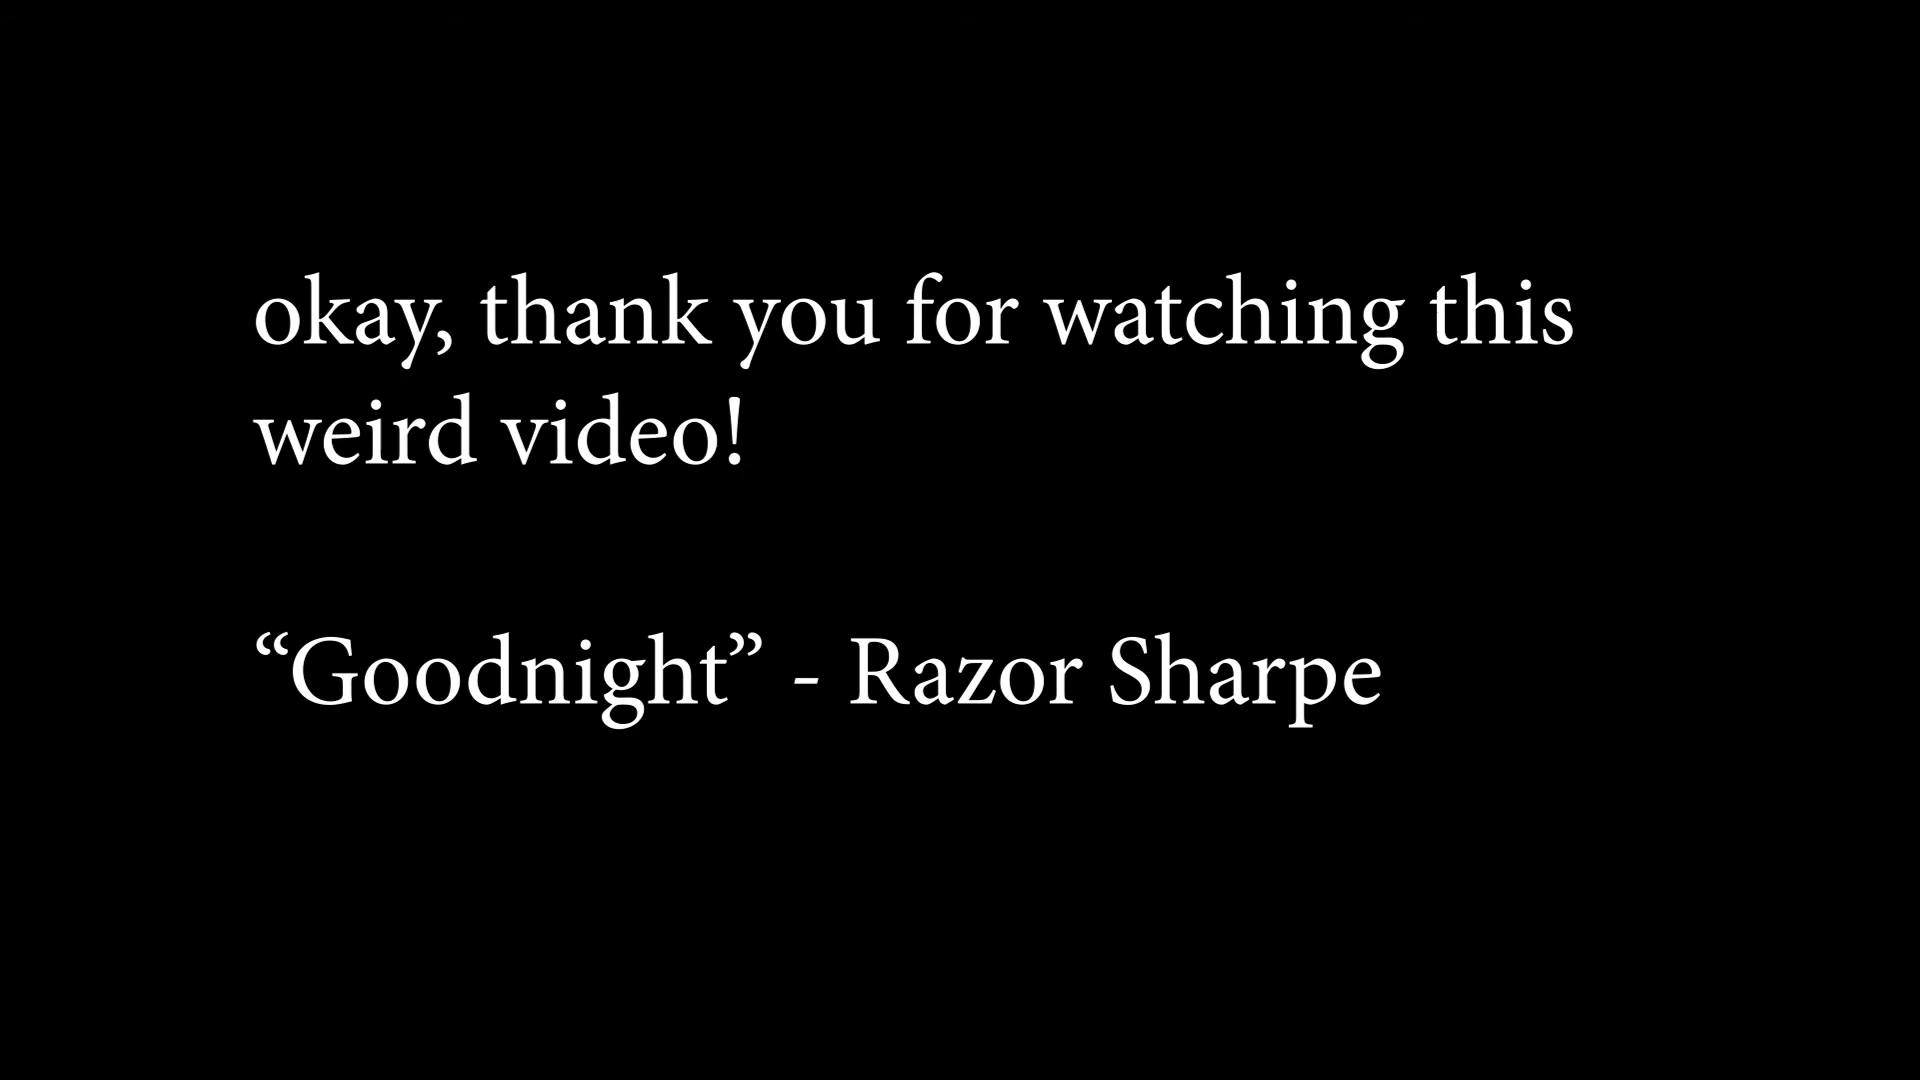 okay, thank you for watching this
weird video!
“Goodnight” - Razor Sharpe